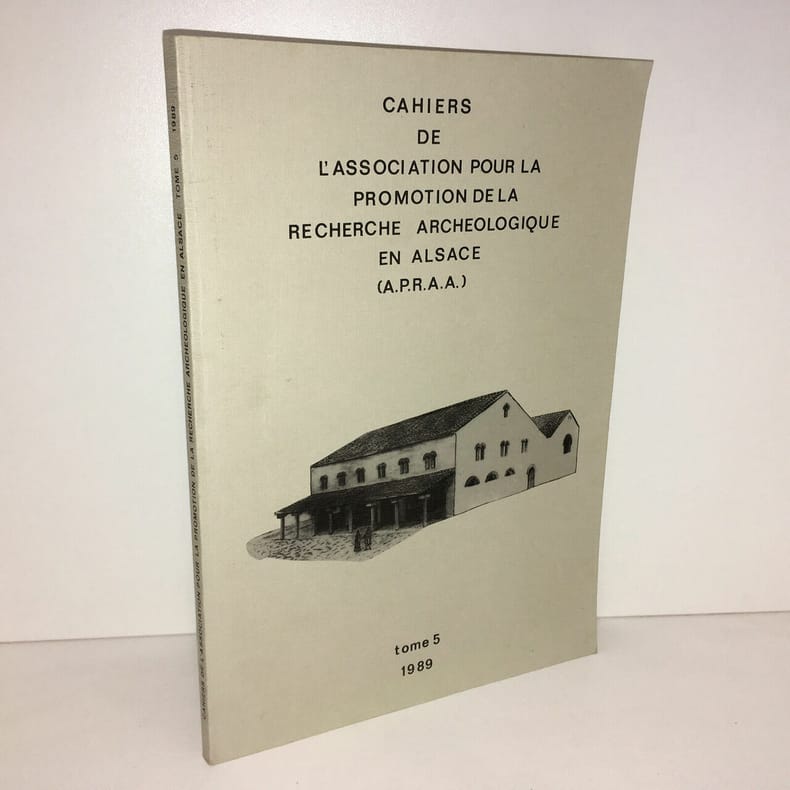 CAHIERS
DE
L'ASSOCIATION POUR LA
PROMOTION DE LA
RECHERCHE ARCHEOLOGIQUE
EN ALSACE
(A.P.R.A.A.)
tome 5
1989
CAHIERS DE L'ASSOCIATION POUR LA PROMOTION DE LA RECHERCHE ARCHEOLOGIQUE EN ALSACE TOME 5 1989